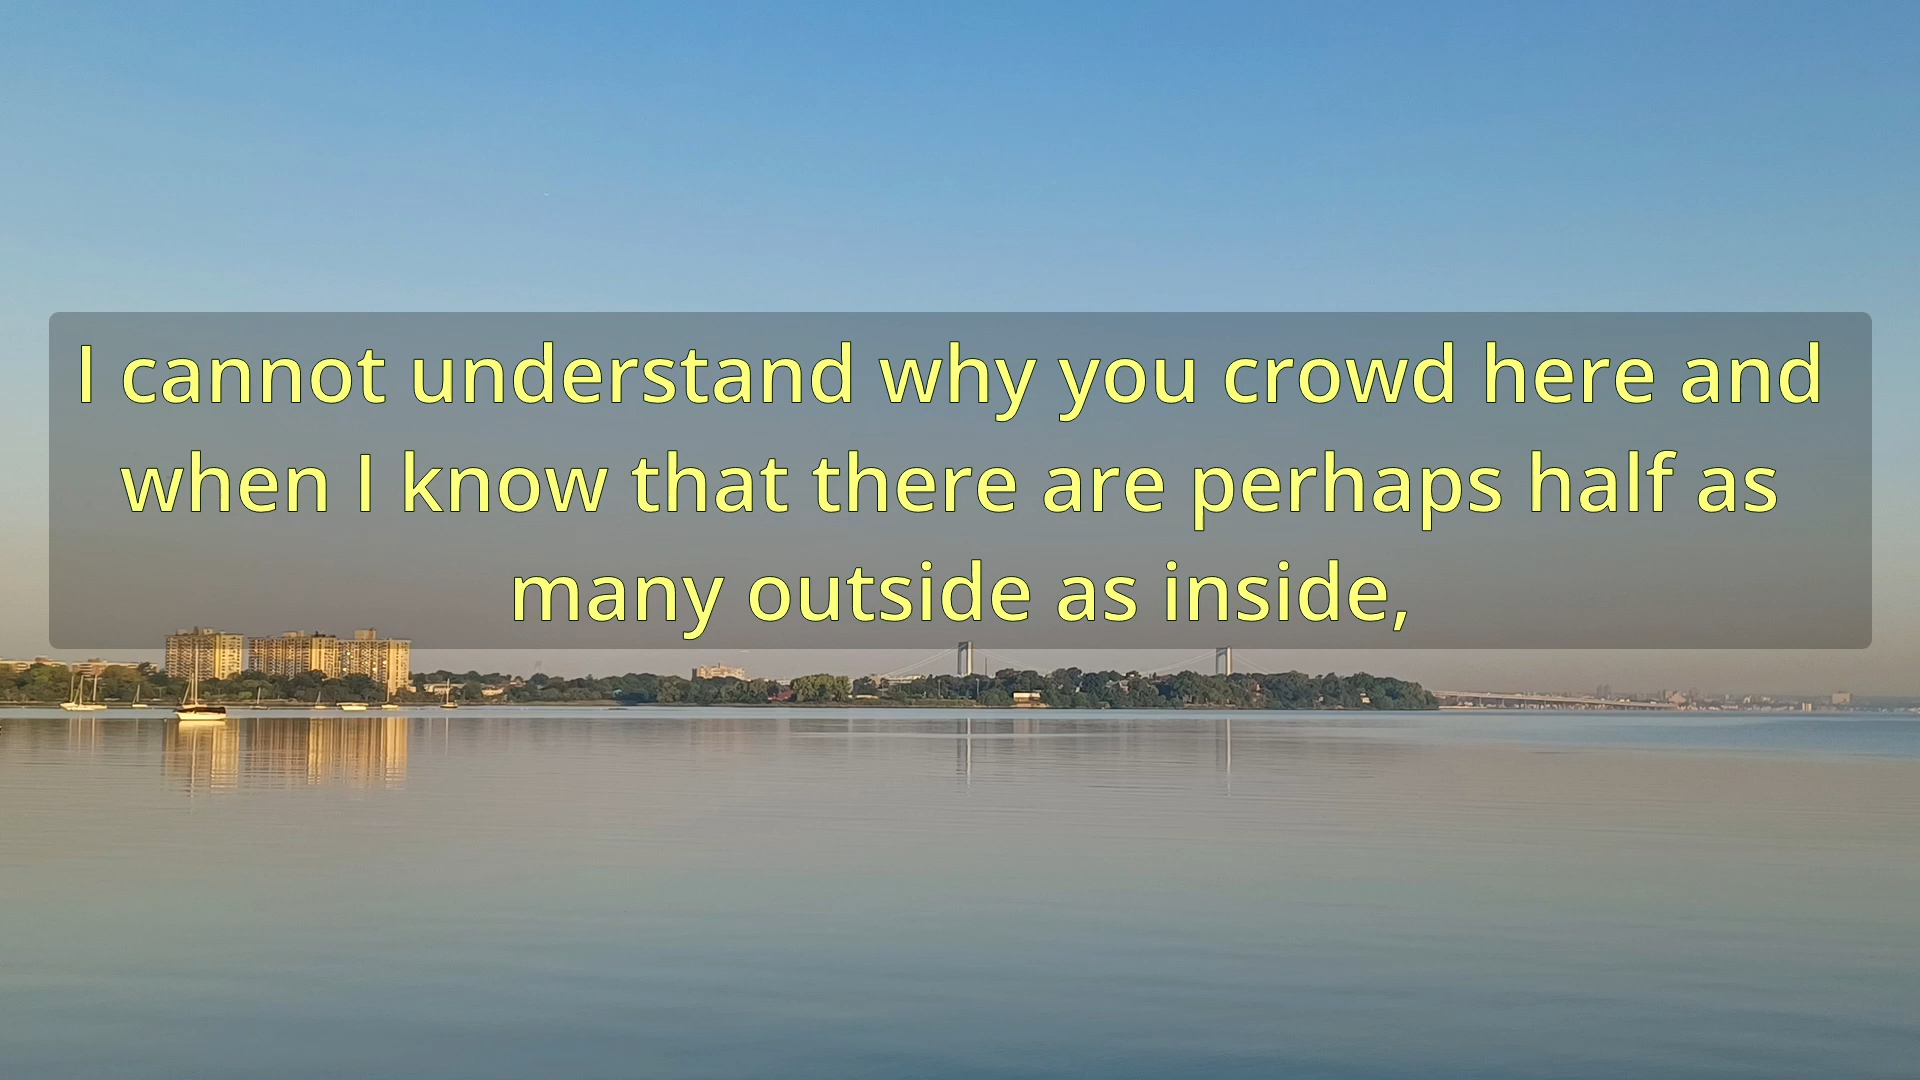 I cannot understand why you crowd here and
when I know that there are perhaps half as
many outside as inside,